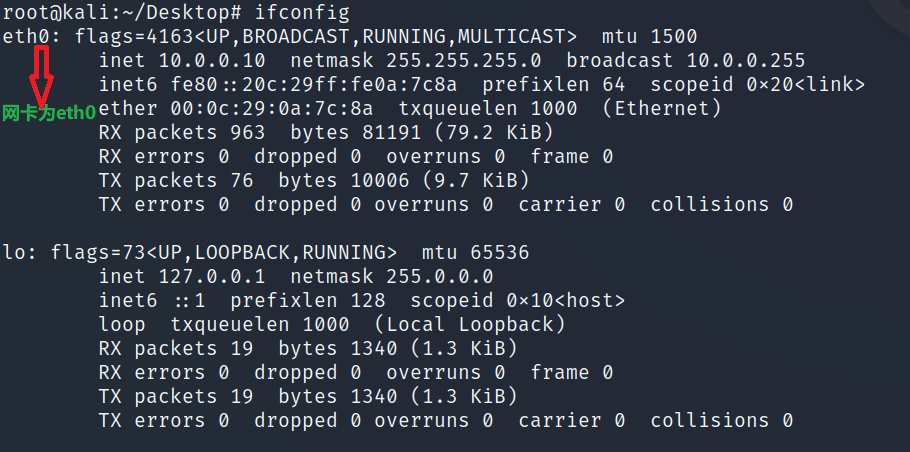 root@kali:~/Desktop# ifconfig
eth0: flags=4163<UP,BROADCAST,RUNNING,MULTICAST>  mtu 1500
        inet 10.0.0.10  netmask 255.255.255.0  broadcast 10.0.0.255
        inet6 fe80::20c:29ff:fe0a:7c8a  prefixlen 64  scopeid 0×20<link>
网卡为eth0
        ether 00:0c:29:0a:7c:8a  txqueuelen 1000  (Ethernet)
        RX packets 963  bytes 81191 (79.2 KiB)
        RX errors 0  dropped 0  overruns 0  frame 0
        TX packets 76  bytes 10006 (9.7 KiB)
        TX errors 0  dropped 0 overruns 0  carrier 0  collisions 0

lo: flags=73<UP,LOOPBACK,RUNNING>  mtu 65536
        inet 127.0.0.1  netmask 255.0.0.0
        inet6 ::1  prefixlen 128  scopeid 0×10<host>
        loop  txqueuelen 1000  (Local Loopback)
        RX packets 19  bytes 1340 (1.3 KiB)
        RX errors 0  dropped 0  overruns 0  frame 0
        TX packets 19  bytes 1340 (1.3 KiB)
        TX errors 0  dropped 0 overruns 0  carrier 0  collisions 0